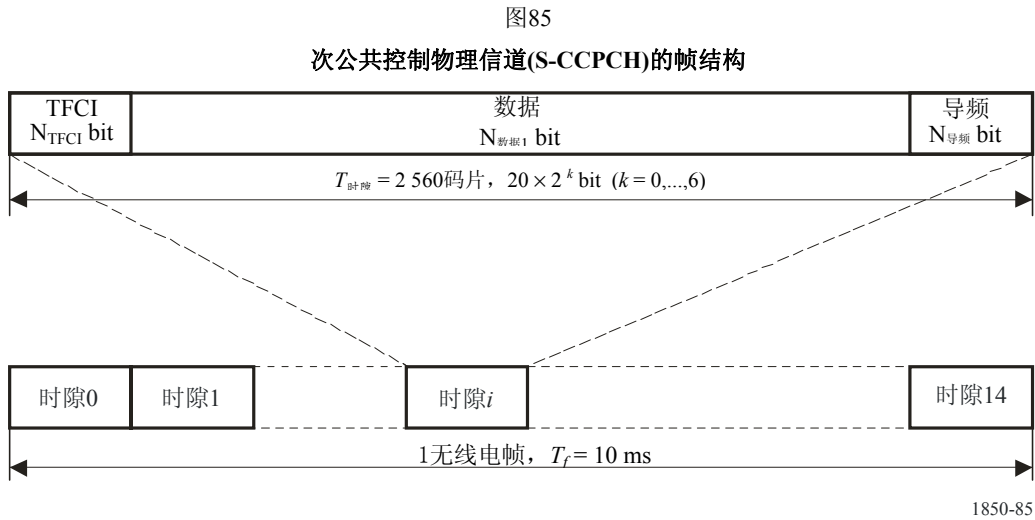 图85
次公共控制物理信道(S-CCPCH)的帧结构
TFCI
N_TFCI bit
数据
N_数据1 bit
导频
N_导频 bit
T_时隙 = 2 560码片，20 × 2^k bit (k = 0,...,6)
时隙0
时隙1
时隙i
时隙14
1无线电帧，T_f = 10 ms
1850-85